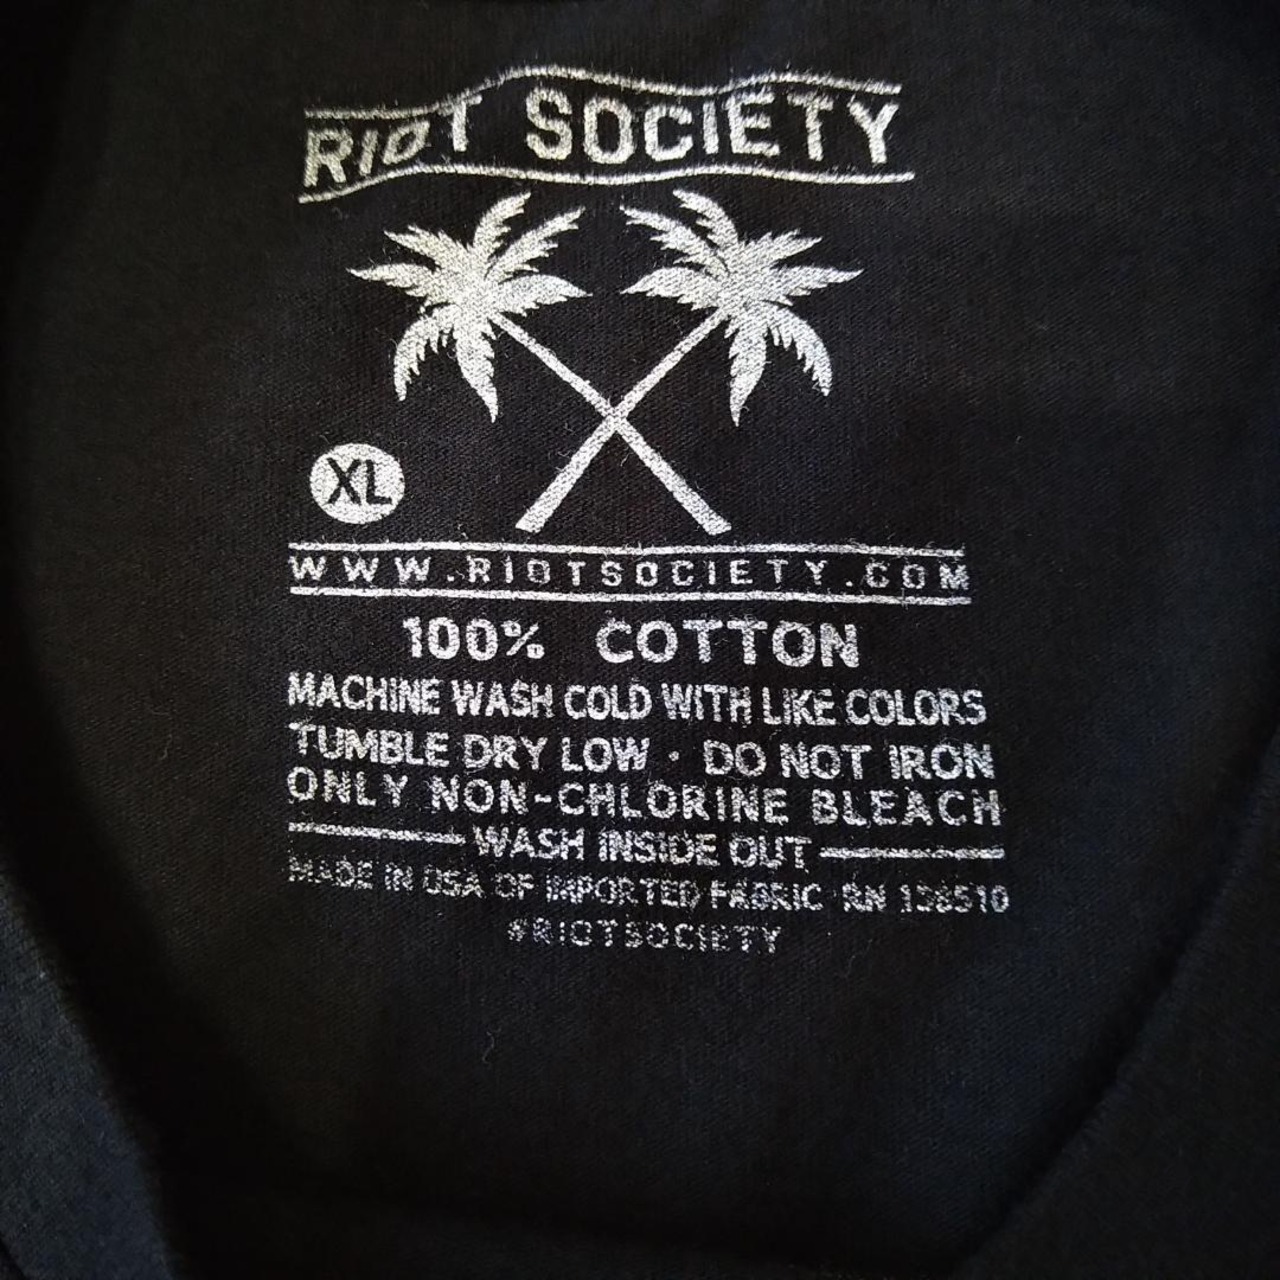 RIOT SOCIETY
XL
WWW.RIOTSOCIETY.COM
100% COTTON
MACHINE WASH COLD WITH LIKE COLORS
TUMBLE DRY LOW · DO NOT IRON
ONLY NON-CHLORINE BLEACH
WASH INSIDE OUT
MADE IN USA OF IMPORTED FABRIC RN
#RIOTSOCIETY